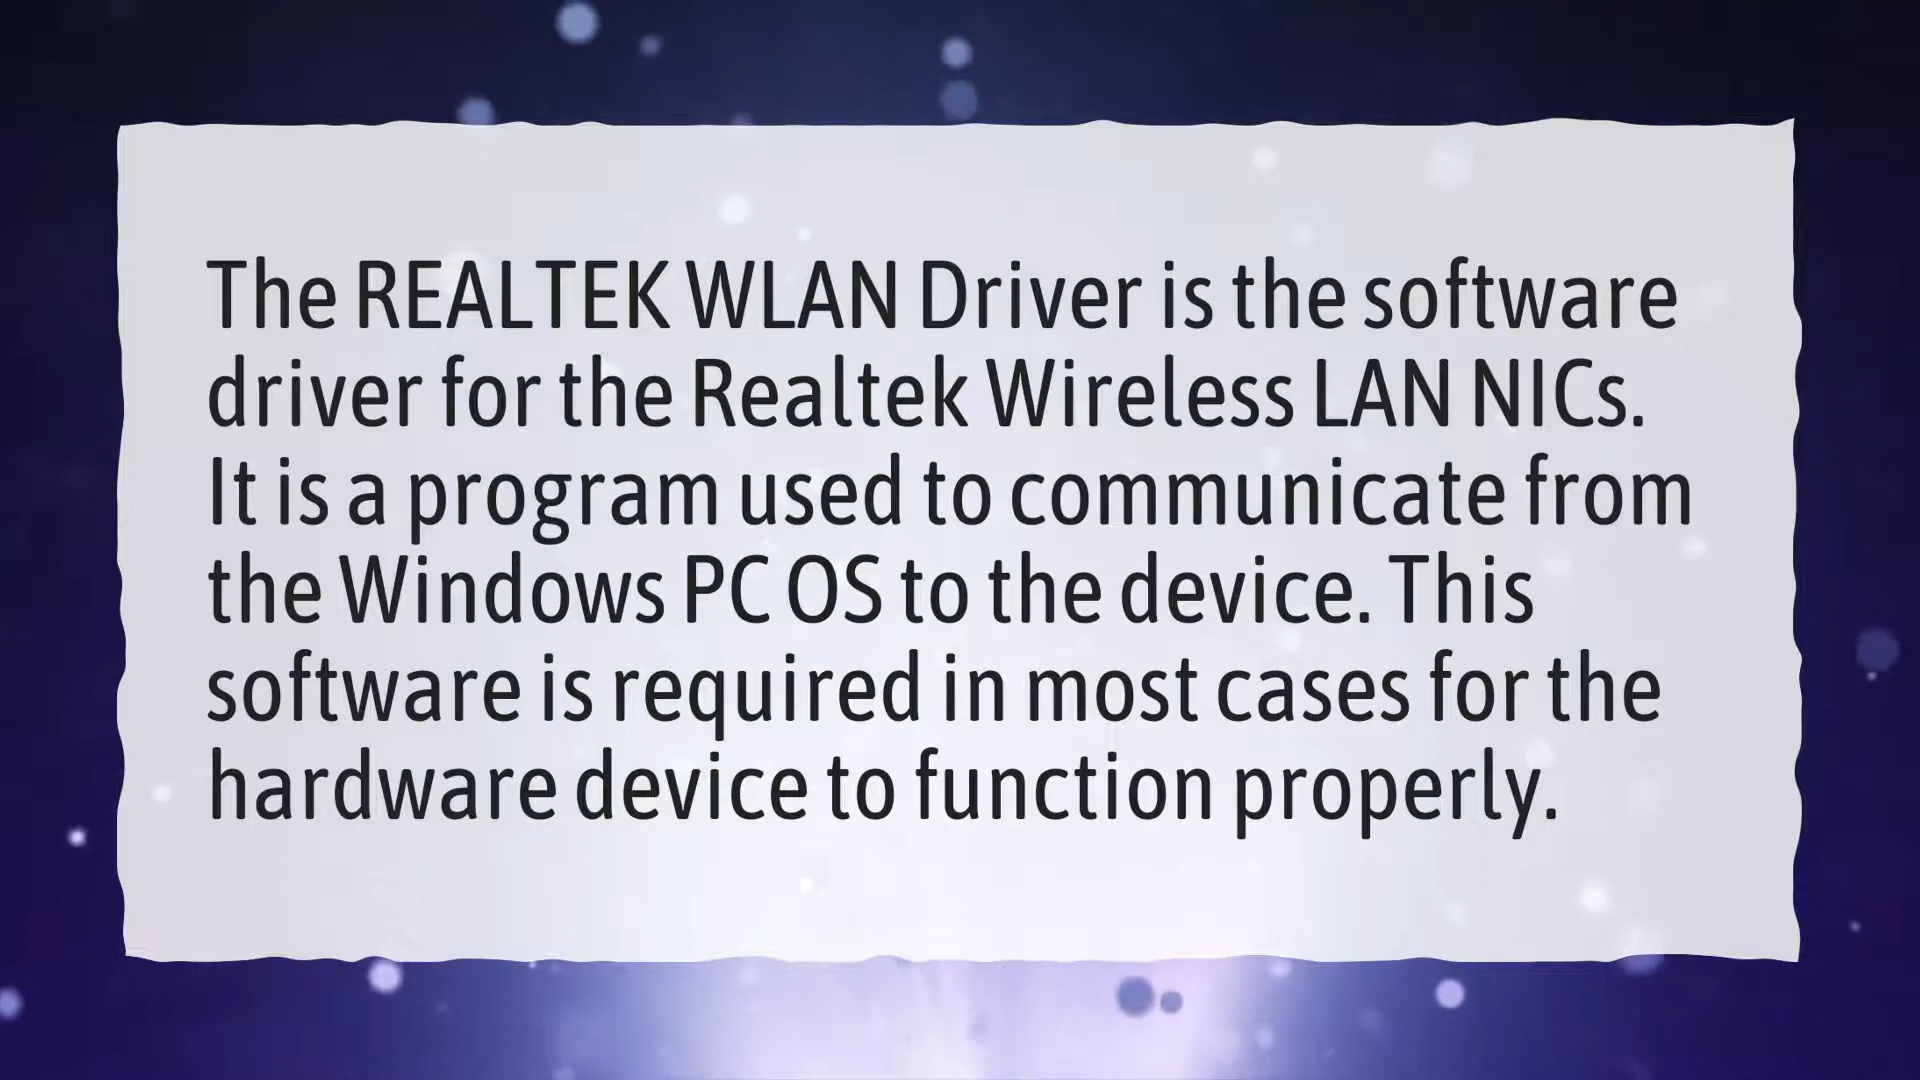 The REALTEK WLAN Driver is the software
driver for the Realtek Wireless LAN NICs.
It is a program used to communicate from
the Windows PC OS to the device. This
software is required in most cases for the
hardware device to function properly.